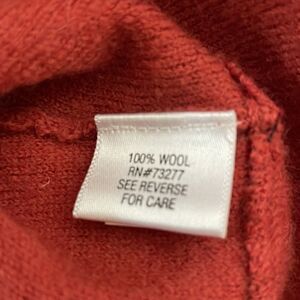 100% WOOL
RN#73277
SEE REVERSE
FOR CARE